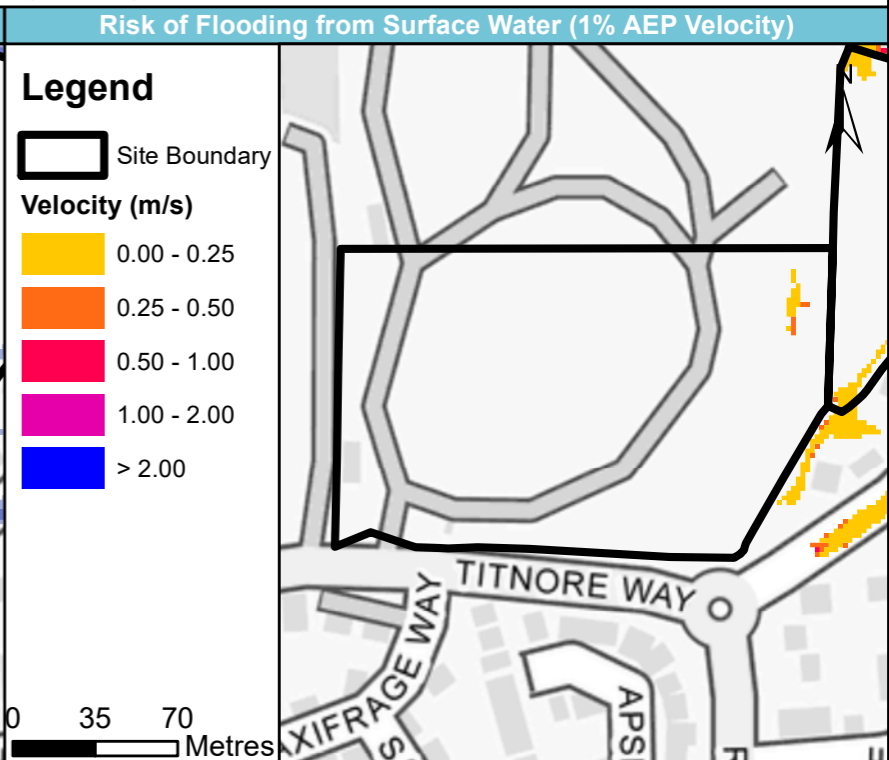 Risk of Flooding from Surface Water (1% AEP Velocity)
Legend
Site Boundary
Velocity (m/s)
0.00 - 0.25
0.25 - 0.50
0.50 - 1.00
1.00 - 2.00
> 2.00
0 35 70
Metres
N
TITNORE WAY
AXIFRAGE WAY
APS
S